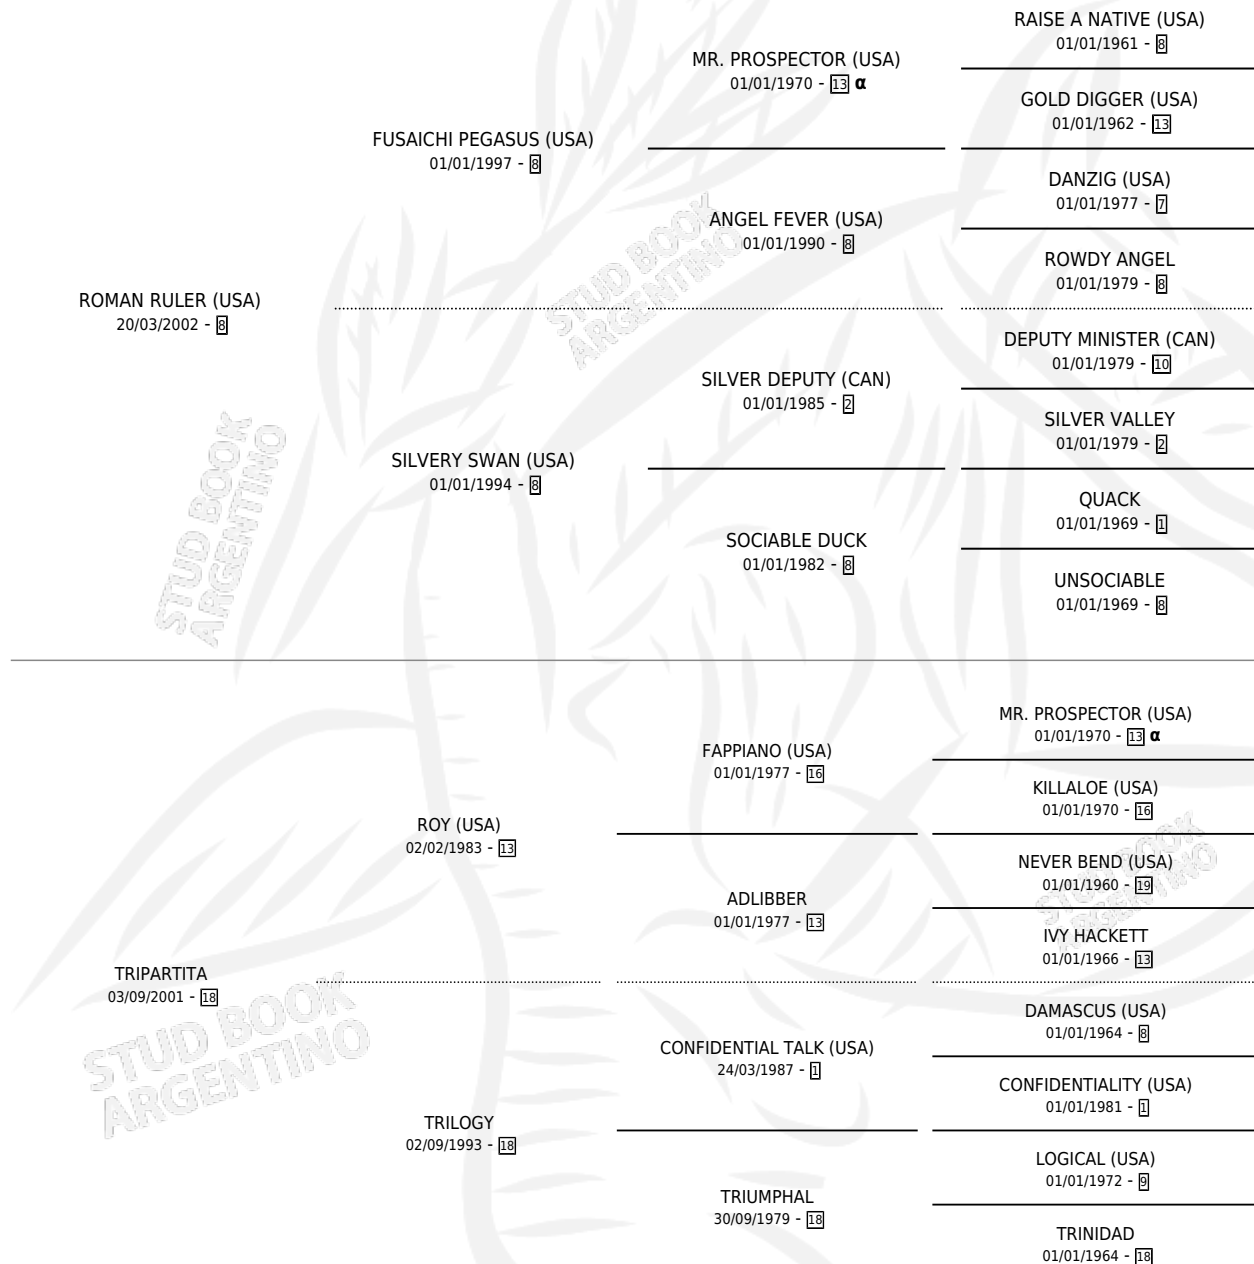 RAISE A NATIVE (USA)
01/01/1961 - 8
MR. PROSPECTOR (USA)
01/01/1970 - 13 α
GOLD DIGGER (USA)
01/01/1962 - 13
FUSAICHI PEGASUS (USA)
01/01/1997 - 8
DANZIG (USA)
01/01/1977 - 7
ANGEL FEVER (USA)
01/01/1990 - 8
ROWDY ANGEL
01/01/1979 - 8
STUD BOOK
ARGENTINO
ROMAN RULER (USA)
20/03/2002 - 8
DEPUTY MINISTER (CAN)
01/01/1979 - 10
SILVER DEPUTY (CAN)
01/01/1985 - 2
SILVER VALLEY
01/01/1979 - 2
SILVERY SWAN (USA)
01/01/1994 - 8
QUACK
01/01/1969 - 1
SOCIABLE DUCK
01/01/1982 - 8
UNSOCIABLE
01/01/1969 - 8
STUD BOOK
ARGENTINO
MR. PROSPECTOR (USA)
01/01/1970 - 13 α
FAPPIANO (USA)
01/01/1977 - 16
KILLALOE (USA)
01/01/1970 - 16
ROY (USA)
02/02/1983 - 13
NEVER BEND (USA)
01/01/1960 - 19
ADLIBBER
01/01/1977 - 13
IVY HACKETT
01/01/1966 - 13
STUD BOOK
ARGENTINO
TRIPARTITA
03/09/2001 - 18
DAMASCUS (USA)
01/01/1964 - 8
CONFIDENTIAL TALK (USA)
24/03/1987 - 1
CONFIDENTIALITY (USA)
01/01/1981 - 1
STUD BOOK
ARGENTINO
TRILOGY
02/09/1993 - 18
LOGICAL (USA)
01/01/1972 - 9
TRIUMPHAL
30/09/1979 - 18
TRINIDAD
01/01/1964 - 18